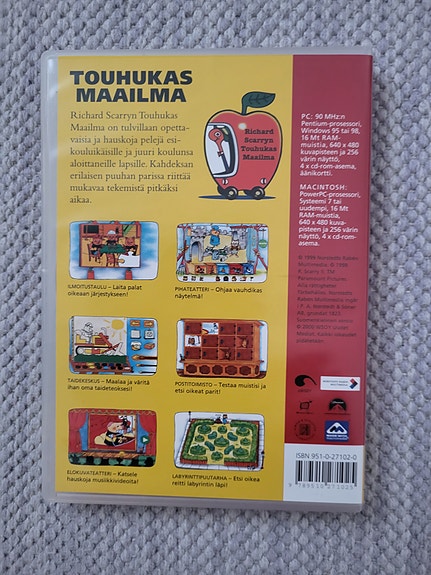 TOUHUKAS
MAAILMA
Richard Scarryn Touhukas
Maailma on tulvillaan opetta-
vaisia ja hauskoja pelejä esi-
kouluikäisille ja juuri koulunsa
aloittaneille lapsille. Kahdeksan
erilaisen puuhan parissa riittää
mukavaa tekemistä pitkäksi
aikaa.
Richard
Scarryn
Touhukas
Maailma
ILMOITUSTAULU – Laita palat
oikeaan järjestykseen!
PIHATEATTERI – Ohjaa vauhdikas
näytelmä!
TAIDEKESKUS – Maalaa ja väritä
ihan oma taideteoksesi!
POSTITOIMISTO – Testaa muistisi ja
etsi oikeat parit!
ELOKUVATEATTERI – Katsele
hauskoja musiikkivideoita!
LABYRINTTIPUUTARHA – Etsi oikea
reitti labyrintin läpi!
PC: 90 MHz:n
Pentium-prosessori,
Windows 95 tai 98,
16 Mt RAM-
muistia, 640 x 480
kuvapisteen ja 256
värin näyttö,
4 x cd-rom-asema,
äänikortti.
MACINTOSH:
PowerPC-prosessori,
Systeemi 7 tai
uudempi, 16 Mt
RAM-muistia,
640 x 480 kuva-
pisteen ja 256 värin
näyttö, 4 x cd-rom-
asema.
ISBN 951-0-27102-0
9 789510 271025